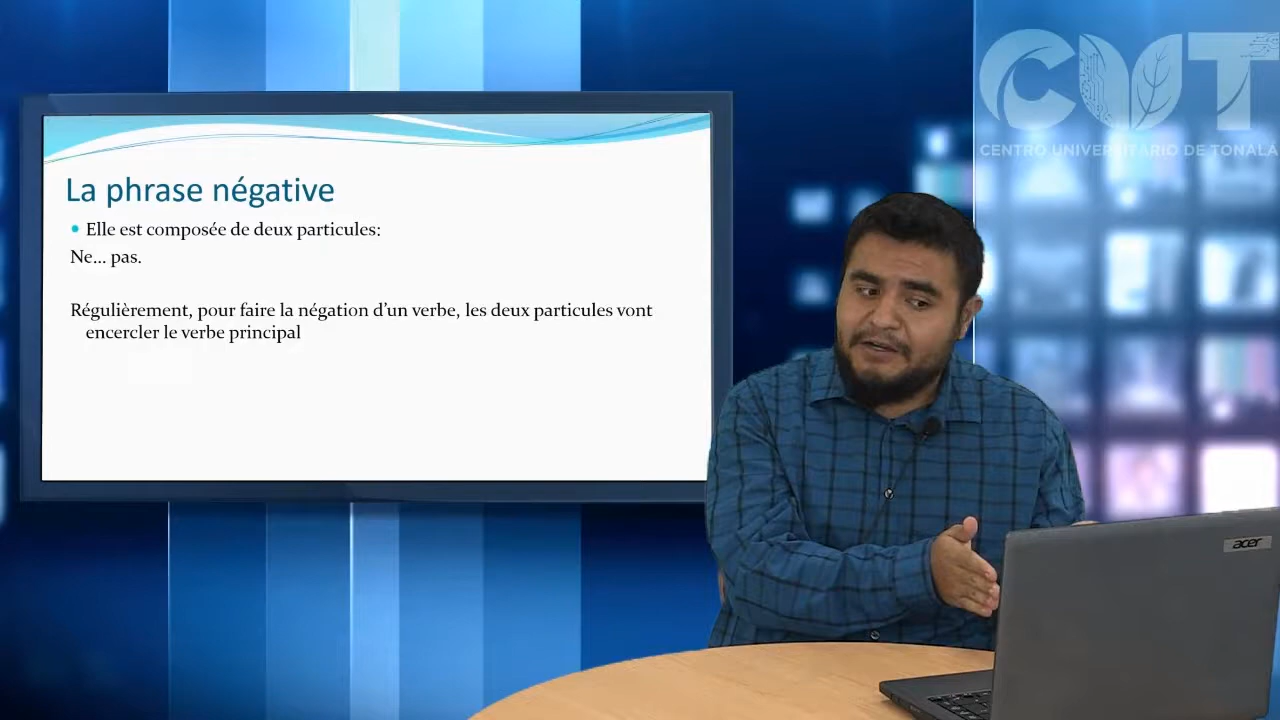 CUT
CENTRO UNIVERSITARIO DE TONALÁ
La phrase négative
Elle est composée de deux particules:
Ne... pas.
Régulièrement, pour faire la négation d'un verbe, les deux particules vont
encercler le verbe principal
acer